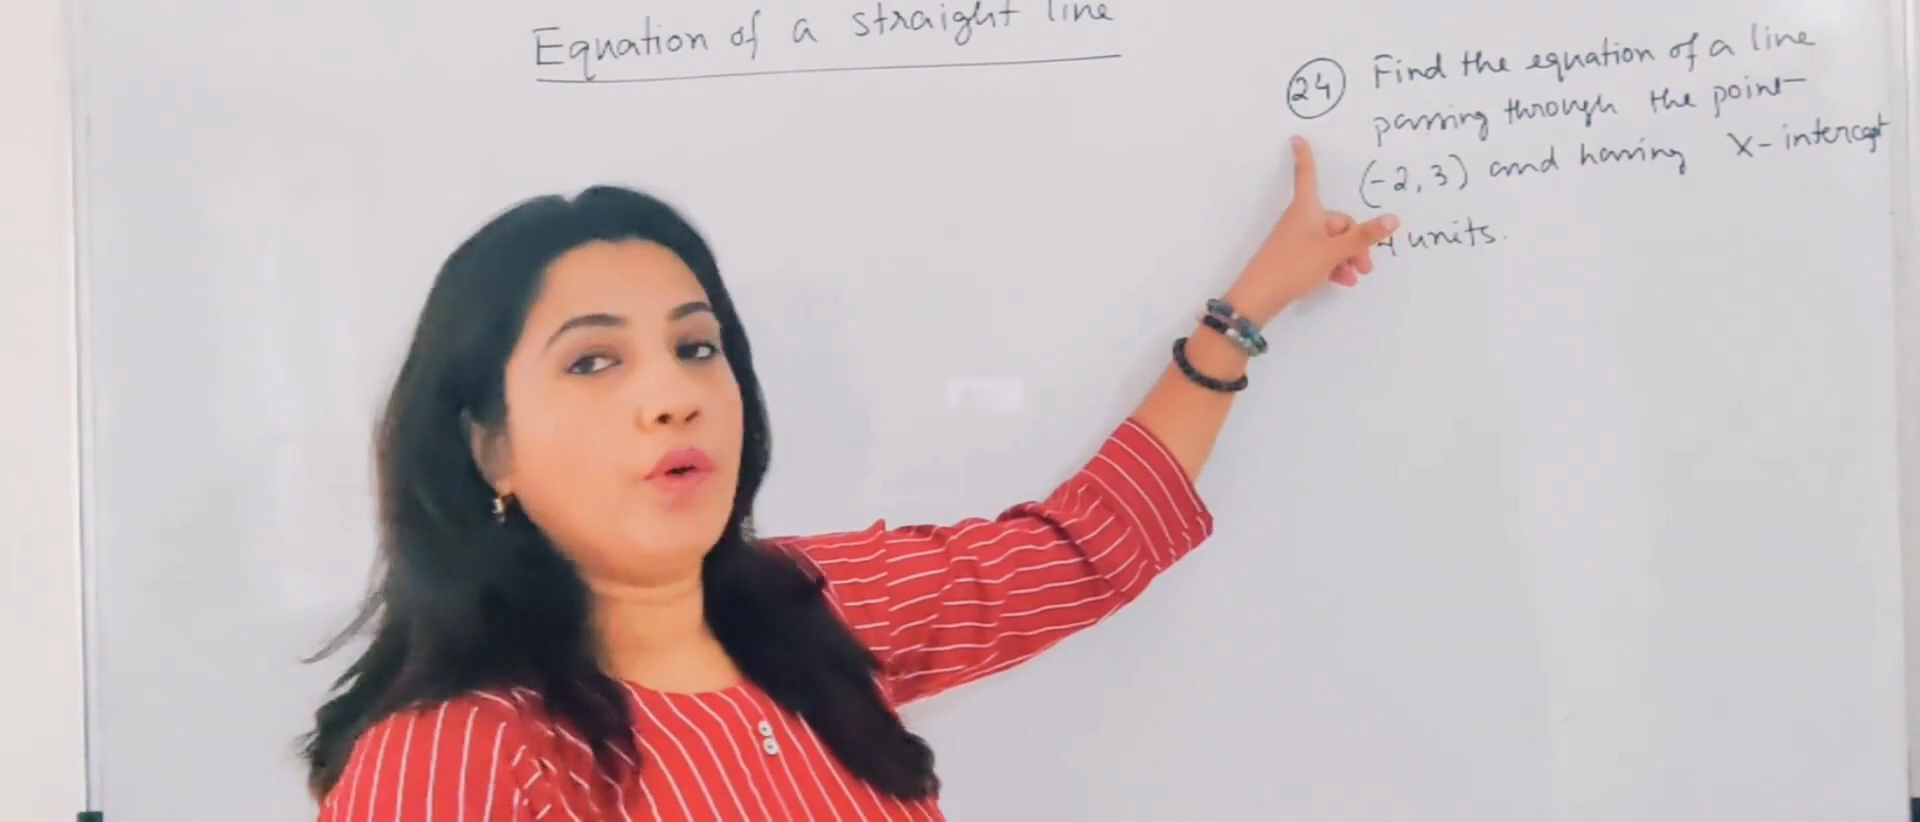 Equation of a straight line
24 Find the equation of a line
passing through the point
(-2, 3) and having X-intercept
4 units.